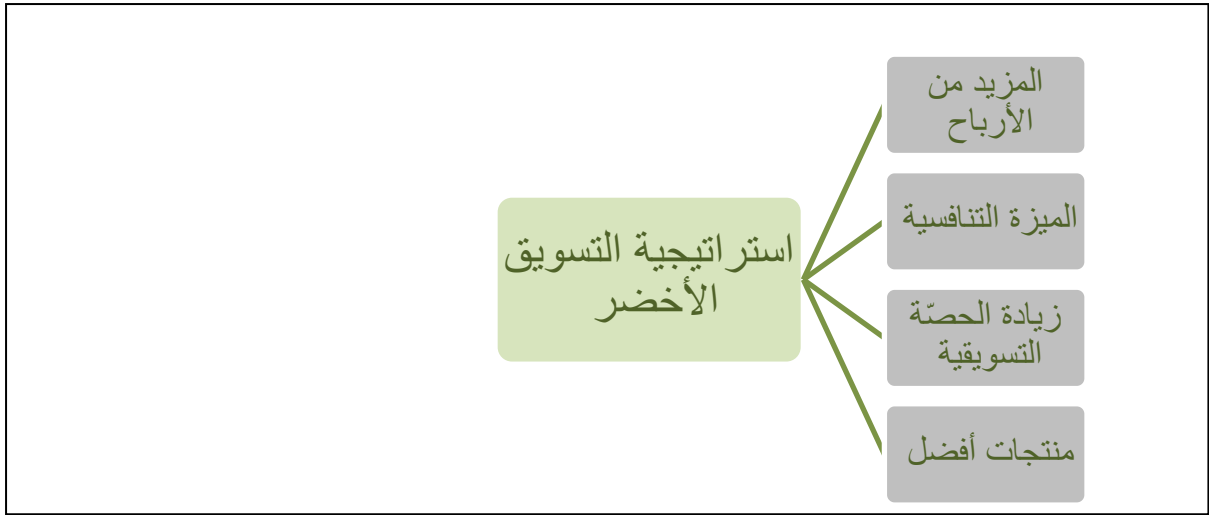 المزيد من
الأرباح
الميزة التنافسية
استراتيجية التسويق
الأخضر
زيادة الحصّة
التسويقية
منتجات أفضل